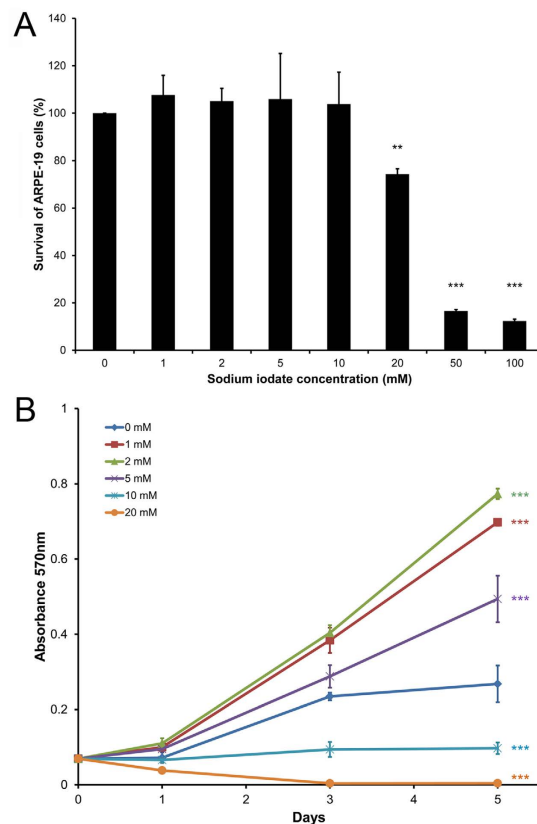 A
140
120
100
80
60
40
20
0
Survival of ARPE-19 cells (%)
**
***
***
0 1 2 5 10 20 50 100
Sodium iodate concentration (mM)
B
1
0.8
0.6
0.4
0.2
0
Absorbance 570nm
0 mM
1 mM
2 mM
5 mM
10 mM
20 mM
***
***
***
***
***
0 1 2 3 4 5
Days